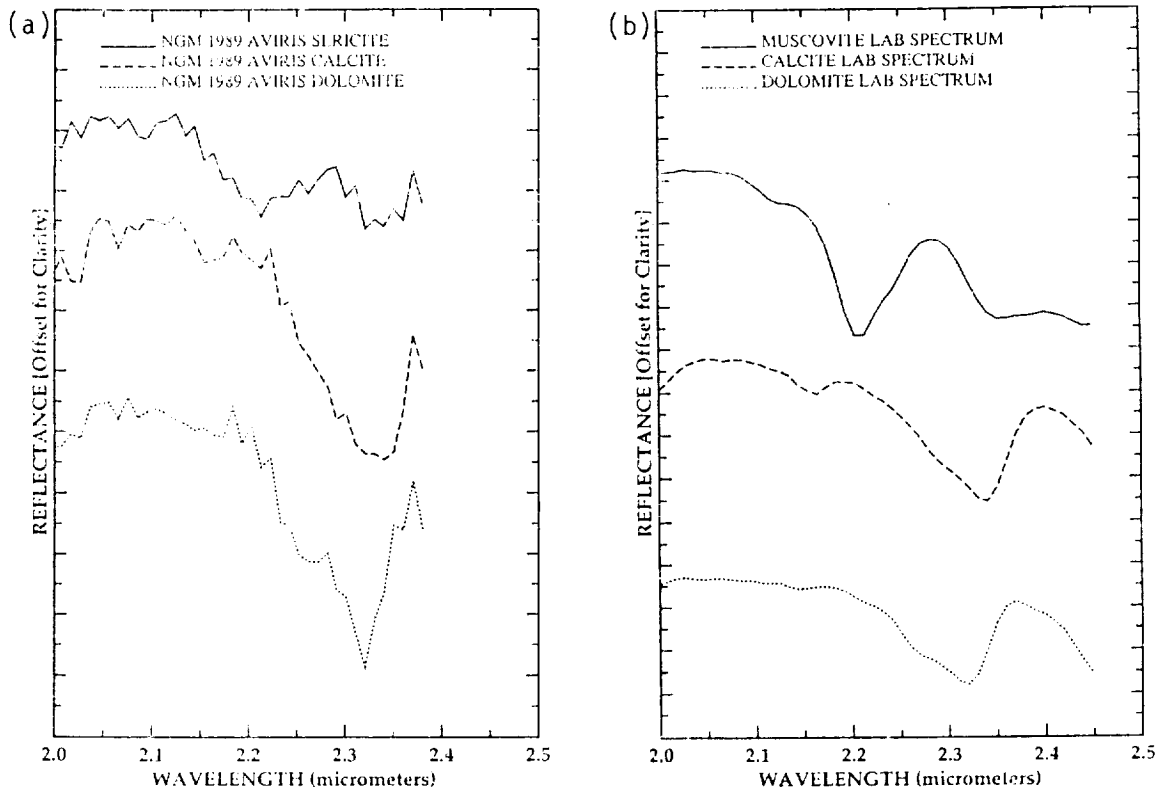 (a)
NGM 1989 AVIRIS SERICITE
NGM 1989 AVIRIS CALCITE
NGM 1989 AVIRIS DOLOMITE
REFLECTANCE [Offset for Clarity]
2.0 2.1 2.2 2.3 2.4 2.5
WAVELENGTH (micrometers)
(b)
MUSCOVITE LAB SPECTRUM
CALCITE LAB SPECTRUM
DOLOMITE LAB SPECTRUM
REFLECTANCE [Offset for Clarity]
2.0 2.1 2.2 2.3 2.4 2.5
WAVELENGTH (micrometers)